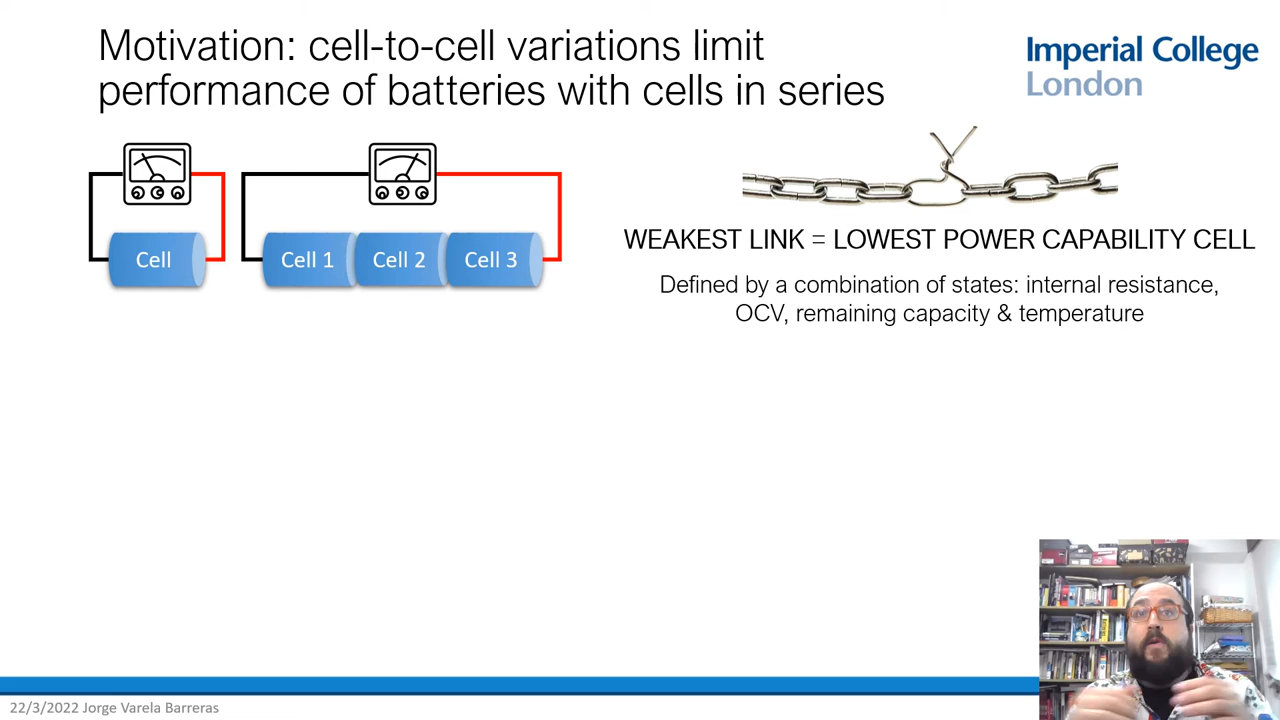 Motivation: cell-to-cell variations limit
performance of batteries with cells in series
Imperial College
London
Cell
Cell 1
Cell 2
Cell 3
WEAKEST LINK = LOWEST POWER CAPABILITY CELL
Defined by a combination of states: internal resistance,
OCV, remaining capacity & temperature
22/3/2022 Jorge Varela Barreras